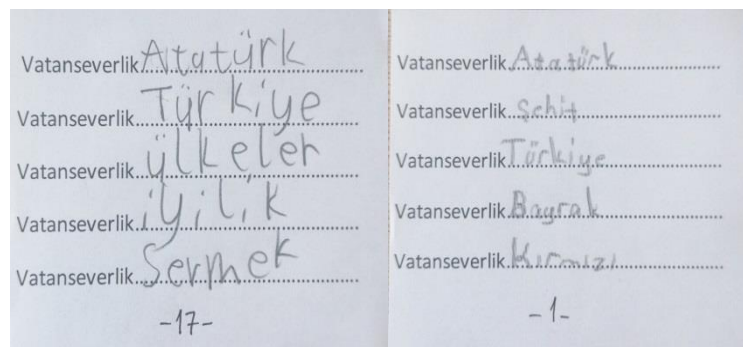 Vatanseverlik Atatürk
Vatanseverlik Türkiye
Vatanseverlik ülkeler
Vatanseverlik iyilik
Vatanseverlik Sermek
-17-
Vatanseverlik Atatürk
Vatanseverlik Şehit
Vatanseverlik Türkiye
Vatanseverlik Bayrak
Vatanseverlik Kırmızı
-1-